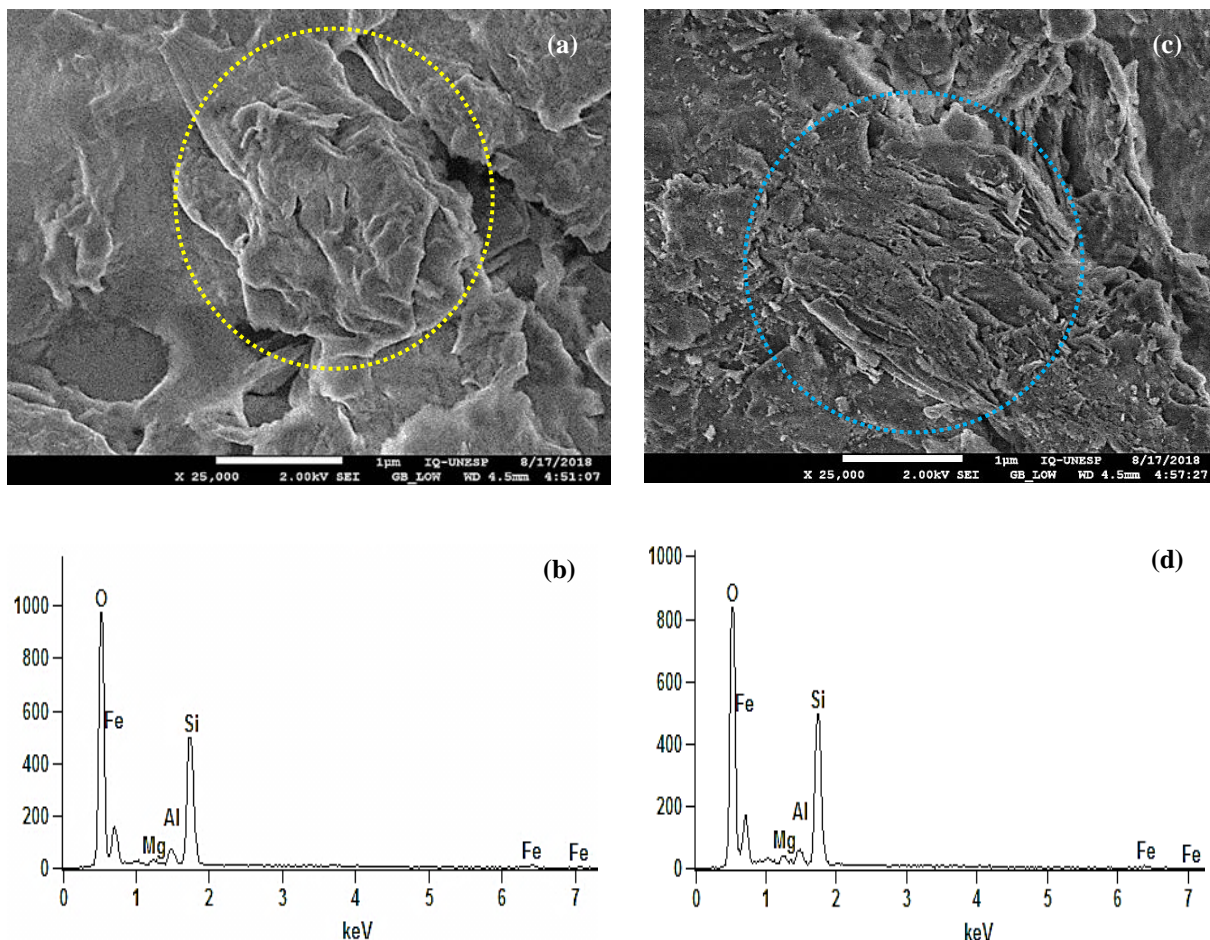 (a)
1μm IQ-UNESP 8/17/2018
X 25,000 2.00kV SEI GB_LOW WD 4.5mm 4:51:07
(c)
1μm IQ-UNESP 8/17/2018
X 25,000 2.00kV SEI GB_LOW WD 4.5mm 4:57:27
(b)
1000
800
600
400
200
0
O
Fe
Si
Al
Mg
Fe
Fe
0 1 2 3 4 5 6 7
keV
(d)
1000
800
600
400
200
0
O
Fe
Si
Al
Mg
Fe
Fe
0 1 2 3 4 5 6 7
keV